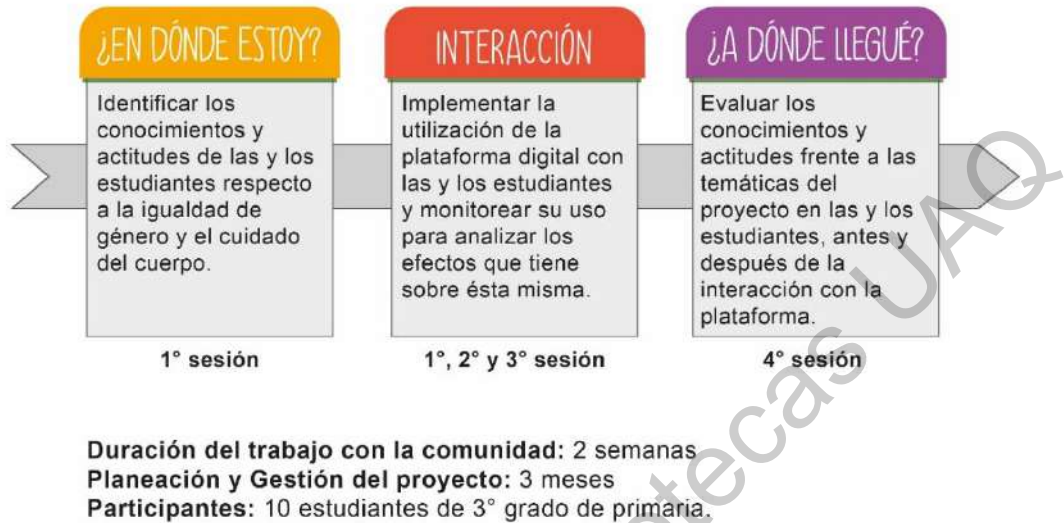 ¿EN DÓNDE ESTOY?
Identificar los
conocimientos y
actitudes de las y los
estudiantes respecto
a la igualdad de
género y el cuidado
del cuerpo.
1° sesión
INTERACCIÓN
Implementar la
utilización de la
plataforma digital con
las y los estudiantes
y monitorear su uso
para analizar los
efectos que tiene
sobre ésta misma.
1°, 2° y 3° sesión
¿A DÓNDE LLEGUÉ?
Evaluar los
conocimientos y
actitudes frente a las
temáticas del
proyecto en las y los
estudiantes, antes y
después de la
interacción con la
plataforma.
4° sesión
Duración del trabajo con la comunidad: 2 semanas
Planeación y Gestión del proyecto: 3 meses
Participantes: 10 estudiantes de 3° grado de primaria.
otecas UAQ